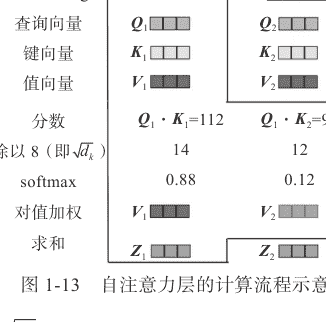 查询向量 Q1 Q2
键向量 K1 K2
值向量 V1 V2
分数 Q1·K1=112 Q1·K2=9
除以 8（即√dk） 14 12
softmax 0.88 0.12
对值加权 V1 V2
求和 Z1 Z2
图 1-13 自注意力层的计算流程示意